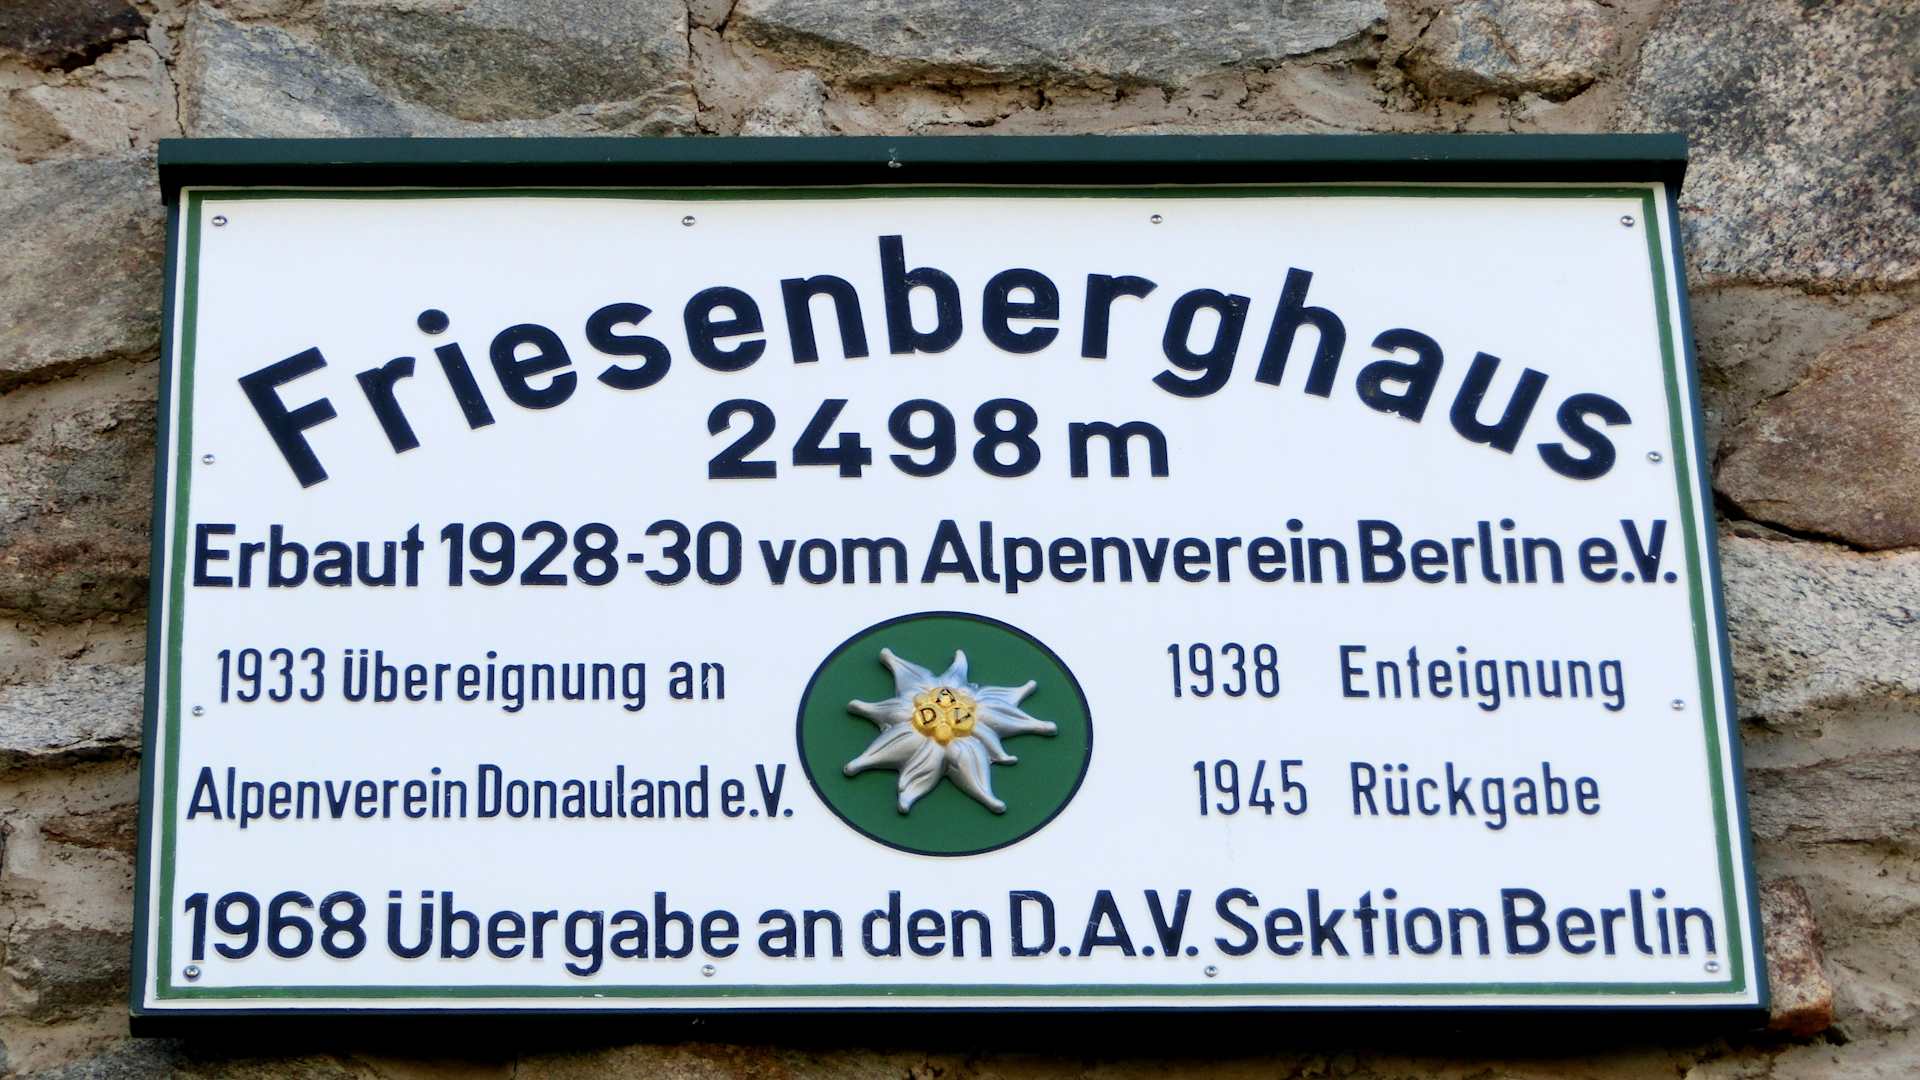 Friesenberghaus
2498 m
Erbaut 1928-30 vom Alpenverein Berlin e.V.
1933 Übereignung an
Alpenverein Donauland e.V.
A
D V
1938 Enteignung
1945 Rückgabe
1968 Übergabe an den D.A.V. Sektion Berlin